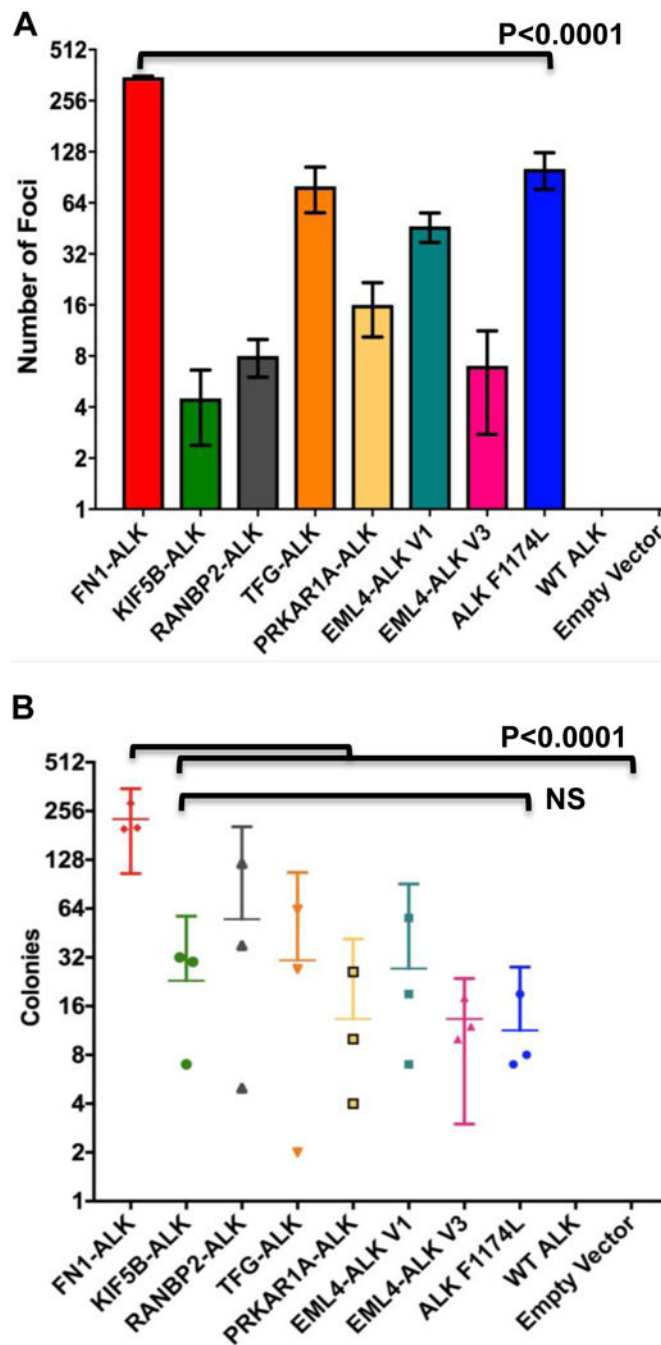 A
P<0.0001
512
256
128
64
32
16
8
4
2
1
Number of Foci
FN1-ALK
KIF5B-ALK
RANBP2-ALK
TFG-ALK
PRKAR1A-ALK
EML4-ALK V1
EML4-ALK V3
ALK F1174L
WT ALK
Empty Vector
B
P<0.0001
NS
512
256
128
64
32
16
8
4
2
1
Colonies
FN1-ALK
KIF5B-ALK
RANBP2-ALK
TFG-ALK
PRKAR1A-ALK
EML4-ALK V1
EML4-ALK V3
ALK F1174L
WT ALK
Empty Vector